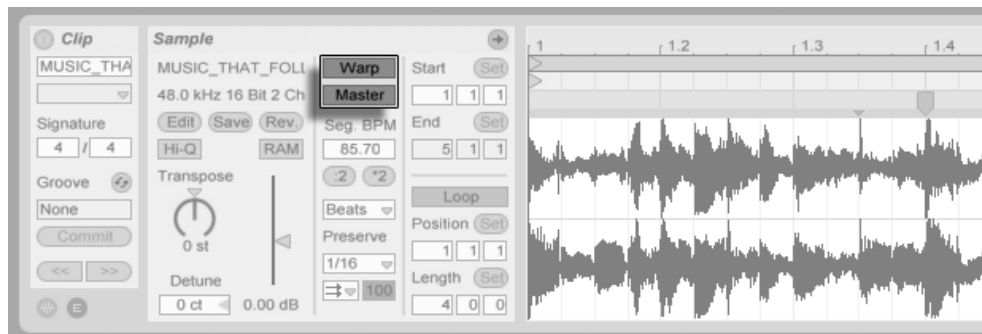 Clip
MUSIC_THA
Signature
4 / 4
Groove
None
Commit
<< >>
E
Sample
MUSIC_THAT_FOLL
48.0 kHz 16 Bit 2 Ch
Edit Save Rev.
Hi-Q RAM
Transpose
0 st
Detune
0 ct 0.00 dB
Warp
Master
Seg. BPM
85.70
:2 *2
Beats
Preserve
1/16
100
Start Set
1 1 1
End Set
5 1 1
Loop
Position Set
1 1 1
Length Set
4 0 0
1 1.2 1.3 1.4